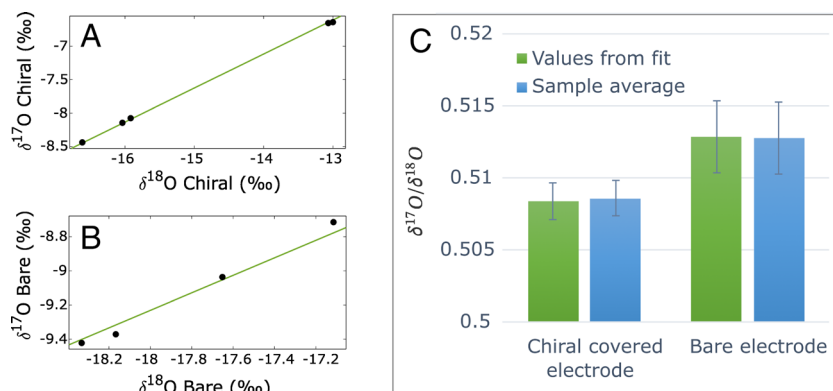 A
δ¹⁷O Chiral (‰)
-7
-7.5
-8
-8.5
-16
-15
-14
-13
δ¹⁸O Chiral (‰)
B
δ¹⁷O Bare (‰)
-8.8
-9
-9.2
-9.4
-18.2
-18
-17.8
-17.6
-17.4
-17.2
δ¹⁸O Bare (‰)
C
δ¹⁷O/δ¹⁸O
0.52
0.515
0.51
0.505
0.5
Values from fit
Sample average
Chiral covered
electrode
Bare electrode